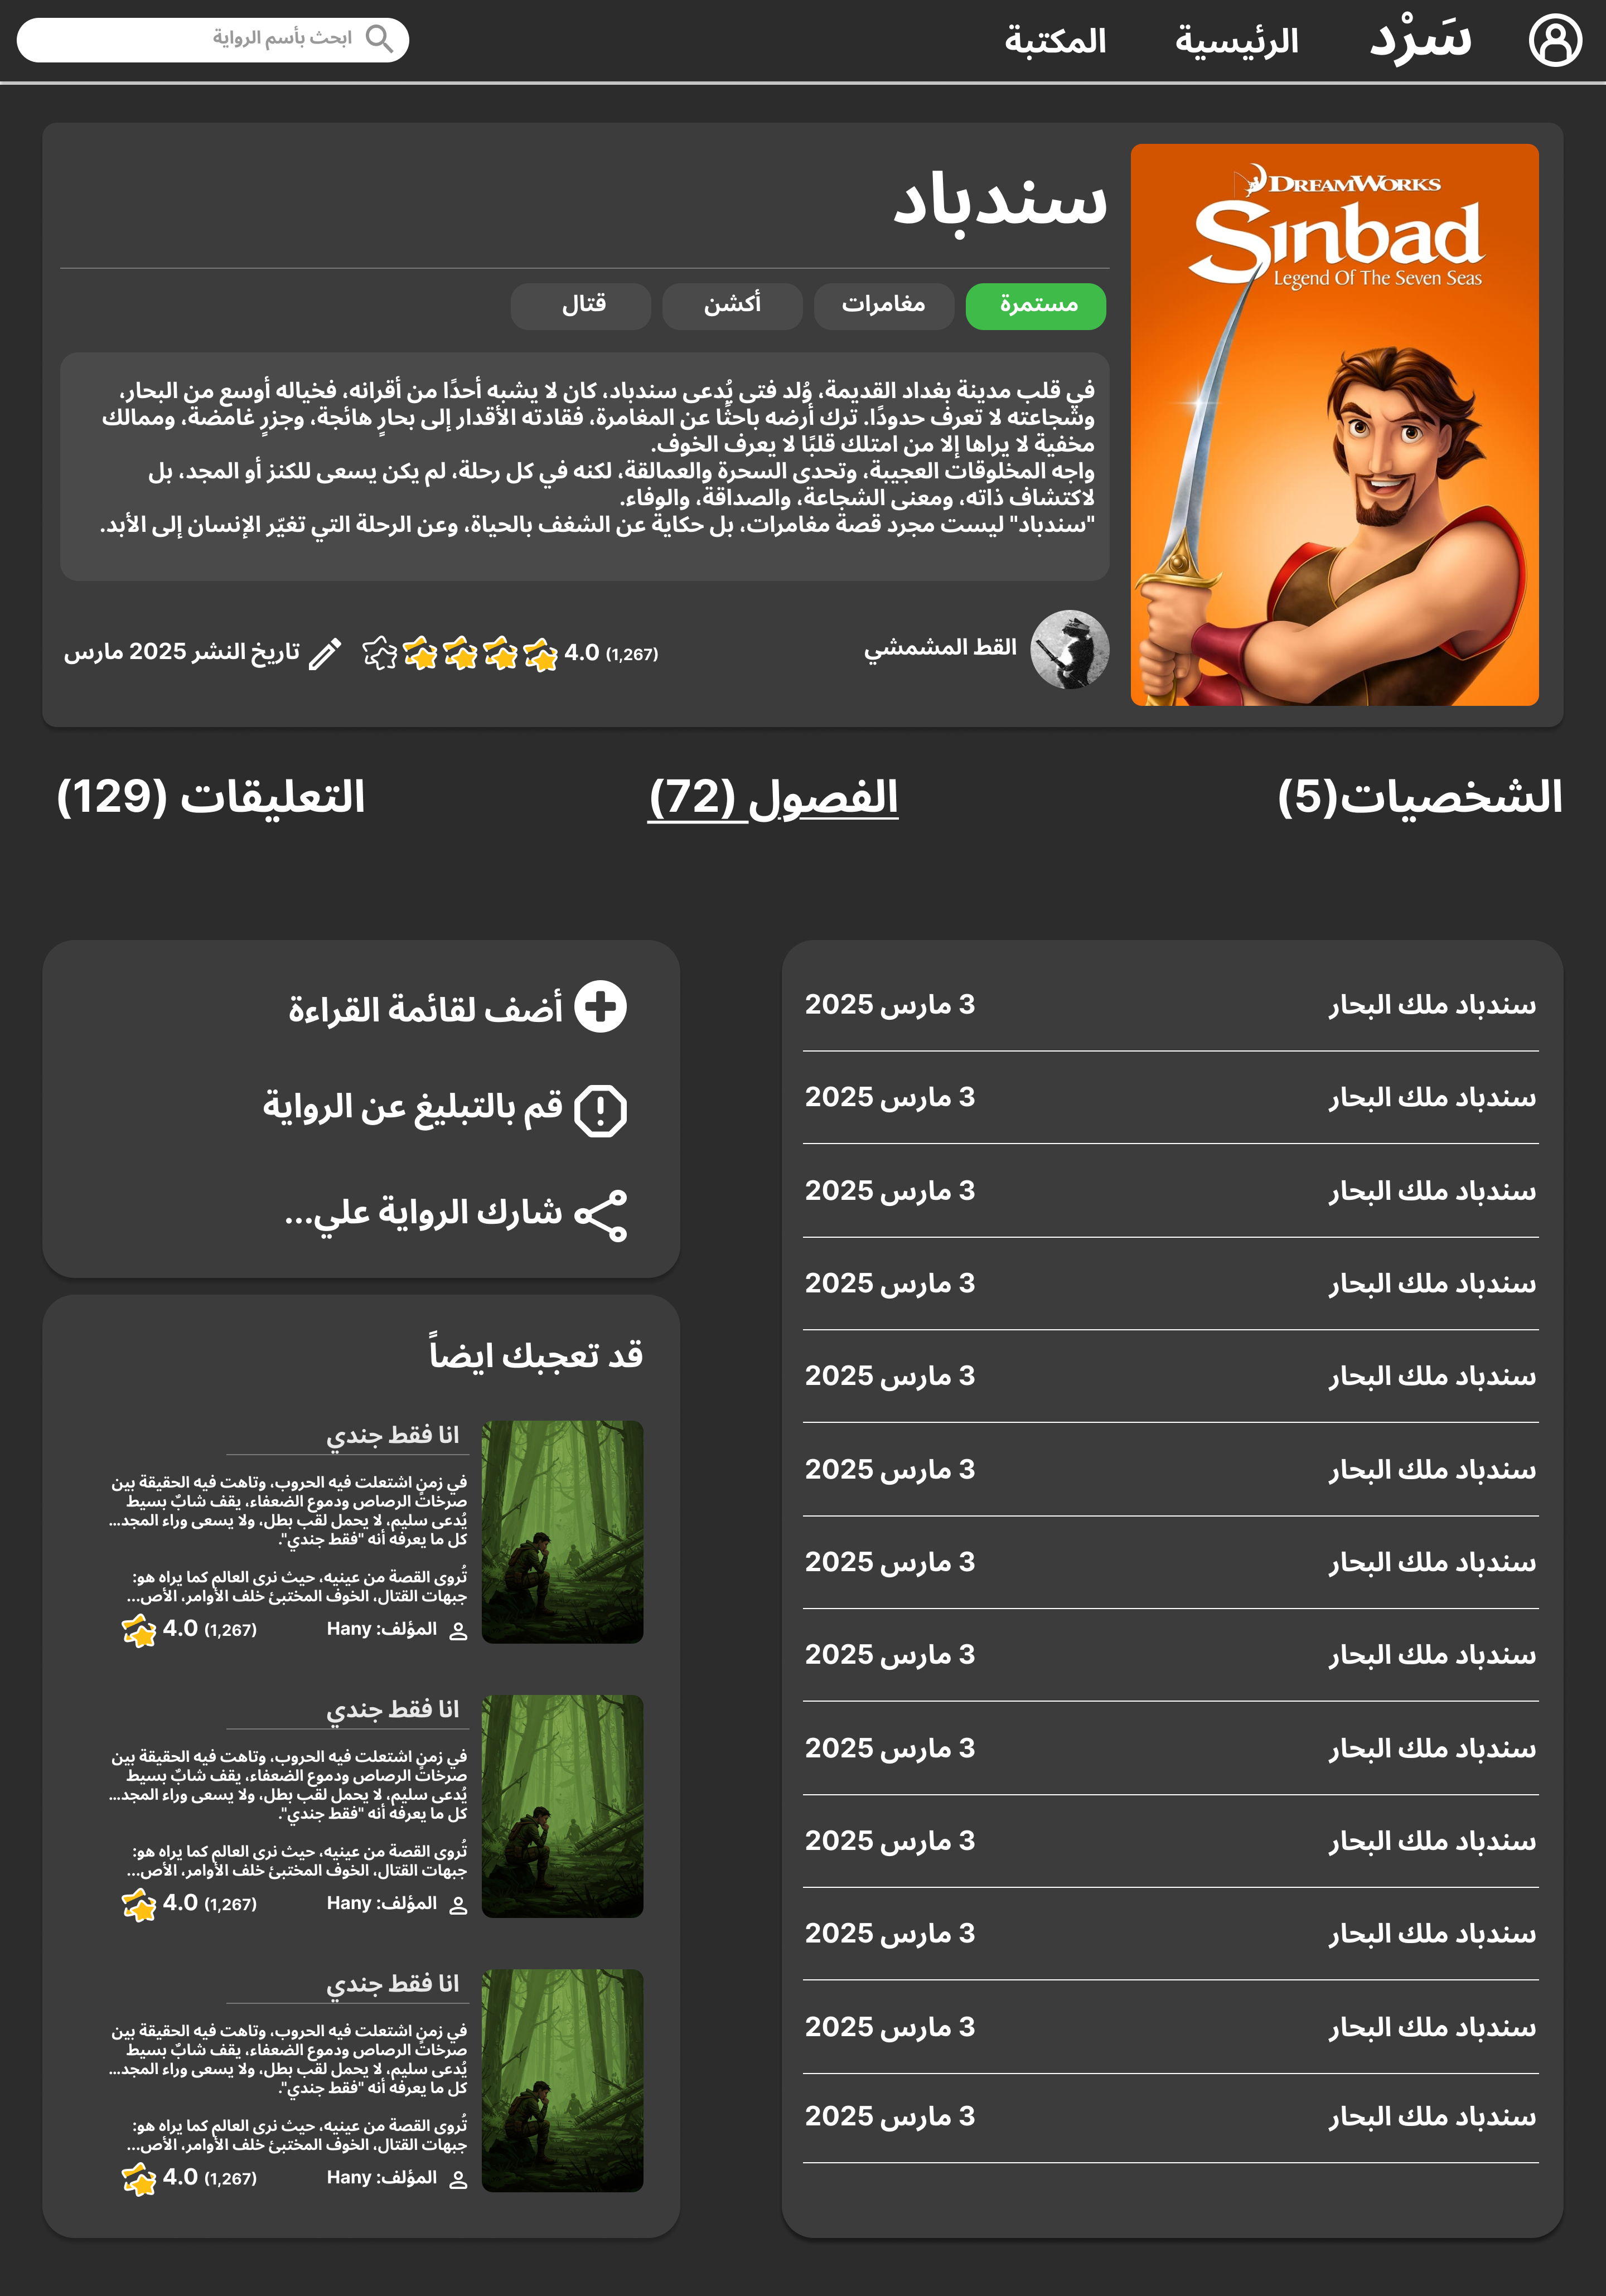 سَرْد
الرئيسية
المكتبة
ابحث بأسم الرواية
DREAMWORKS
Sinbad
Legend Of The Seven Seas
سندباد
مستمرة
مغامرات
أكشن
قتال
في قلب مدينة بغداد القديمة، وُلد فتى يُدعى سندباد، كان لا يشبه أحدًا من أقرانه، فخياله أوسع من البحار،
وشجاعته لا تعرف حدودًا. ترك أرضه باحثًا عن المغامرة، فقادته الأقدار إلى بحارٍ هائجة، وجزرٍ غامضة، وممالك
مخفية لا يراها إلا من امتلك قلبًا لا يعرف الخوف.
واجه المخلوقات العجيبة، وتحدى السحرة والعمالقة، لكنه في كل رحلة، لم يكن يسعى للكنز أو المجد، بل
لاكتشاف ذاته، ومعنى الشجاعة، والصداقة، والوفاء.
"سندباد" ليست مجرد قصة مغامرات، بل حكاية عن الشغف بالحياة، وعن الرحلة التي تغيّر الإنسان إلى الأبد.
القط المشمشي
4.0 (1,267)
تاريخ النشر 2025 مارس
الشخصيات(5)
الفصول (72)
التعليقات (129)
سندباد ملك البحار 3 مارس 2025
سندباد ملك البحار 3 مارس 2025
سندباد ملك البحار 3 مارس 2025
سندباد ملك البحار 3 مارس 2025
سندباد ملك البحار 3 مارس 2025
سندباد ملك البحار 3 مارس 2025
سندباد ملك البحار 3 مارس 2025
سندباد ملك البحار 3 مارس 2025
سندباد ملك البحار 3 مارس 2025
سندباد ملك البحار 3 مارس 2025
سندباد ملك البحار 3 مارس 2025
سندباد ملك البحار 3 مارس 2025
سندباد ملك البحار 3 مارس 2025
أضف لقائمة القراءة
قم بالتبليغ عن الرواية
شارك الرواية علي...
قد تعجبك ايضاً
انا فقط جندي
في زمنٍ اشتعلت فيه الحروب، وتاهت فيه الحقيقة بين
صرخات الرصاص ودموع الضعفاء، يقف شابٌ بسيط
يُدعى سليم، لا يحمل لقب بطل، ولا يسعى وراء المجد...
كل ما يعرفه أنه "فقط جندي".
تُروى القصة من عينيه، حيث نرى العالم كما يراه هو:
جبهات القتال، الخوف المختبئ خلف الأوامر، الأص...
المؤلف: Hany
4.0 (1,267)
انا فقط جندي
في زمنٍ اشتعلت فيه الحروب، وتاهت فيه الحقيقة بين
صرخات الرصاص ودموع الضعفاء، يقف شابٌ بسيط
يُدعى سليم، لا يحمل لقب بطل، ولا يسعى وراء المجد...
كل ما يعرفه أنه "فقط جندي".
تُروى القصة من عينيه، حيث نرى العالم كما يراه هو:
جبهات القتال، الخوف المختبئ خلف الأوامر، الأص...
المؤلف: Hany
4.0 (1,267)
انا فقط جندي
في زمنٍ اشتعلت فيه الحروب، وتاهت فيه الحقيقة بين
صرخات الرصاص ودموع الضعفاء، يقف شابٌ بسيط
يُدعى سليم، لا يحمل لقب بطل، ولا يسعى وراء المجد...
كل ما يعرفه أنه "فقط جندي".
تُروى القصة من عينيه، حيث نرى العالم كما يراه هو:
جبهات القتال، الخوف المختبئ خلف الأوامر، الأص...
المؤلف: Hany
4.0 (1,267)